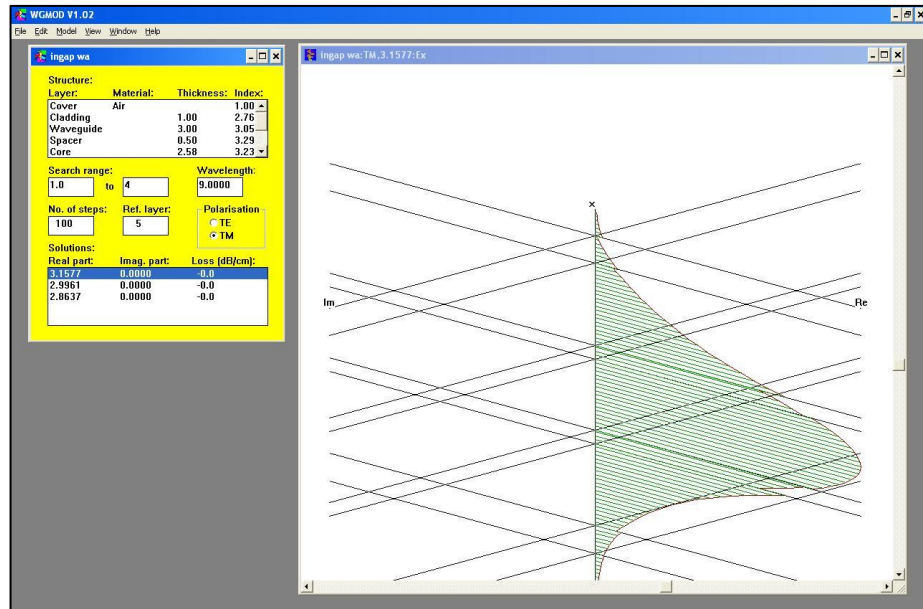 WGMOD V1.02
File Edit Model View Window Help
ingap wa
Structure:
Layer: Material: Thickness: Index:
Cover Air 1.00
Cladding 1.00 2.76
Waveguide 3.00 3.05
Spacer 0.50 3.29
Core 2.58 3.23
Search range: Wavelength:
1.0 to 4 9.0000
No. of steps: Ref. layer: Polarisation
100 5 TE
TM
Solutions:
Real part: Imag. part: Loss (dB/cm):
3.1577 0.0000 -0.0
2.9961 0.0000 -0.0
2.8637 0.0000 -0.0
ingap wa:TM,3.1577:Ex
x
Im Re